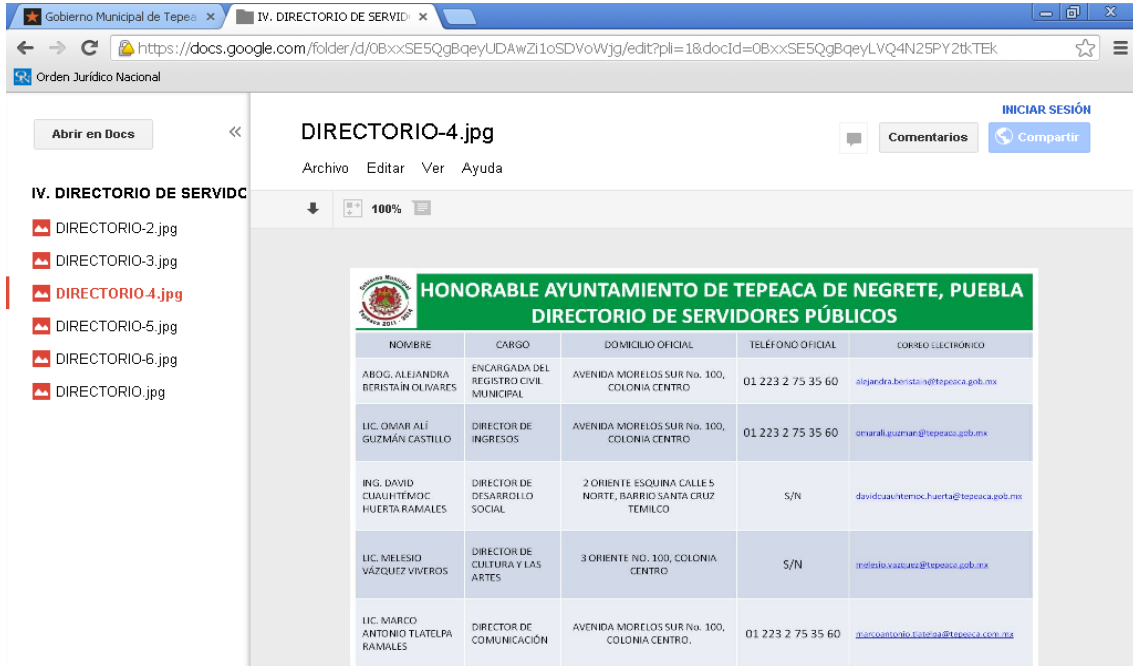 Gobierno Municipal de Tepea
IV. DIRECTORIO DE SERVID
https://docs.google.com/folder/d/0BxxSE5QgBqeyUDAwZi1oSDVoWjg/edit?pli=1&docId=0BxxSE5QgBqeyLVQ4N25PY2tkTEk
Orden Jurídico Nacional
INICIAR SESIÓN
Abrir en Docs
DIRECTORIO-4.jpg
Comentarios
Compartir
Archivo Editar Ver Ayuda
IV. DIRECTORIO DE SERVIDO
100%
DIRECTORIO-2.jpg
DIRECTORIO-3.jpg
DIRECTORIO-4.jpg
DIRECTORIO-5.jpg
DIRECTORIO-6.jpg
DIRECTORIO.jpg
Gobierno Municipal
Tepeaca 2011 - 2014
HONORABLE AYUNTAMIENTO DE TEPEACA DE NEGRETE, PUEBLA
DIRECTORIO DE SERVIDORES PÚBLICOS
NOMBRE CARGO DOMICILIO OFICIAL TELÉFONO OFICIAL CORREO ELECTRÓNICO
ABOG. ALEJANDRA
BERISTAÍN OLIVARES
ENCARGADA DEL
REGISTRO CIVIL
MUNICIPAL
AVENIDA MORELOS SUR No. 100,
COLONIA CENTRO
01 223 2 75 35 60
alejandra.beristain@tepeaca.gob.mx
LIC. OMAR ALÍ
GUZMÁN CASTILLO
DIRECTOR DE
INGRESOS
AVENIDA MORELOS SUR No. 100,
COLONIA CENTRO
01 223 2 75 35 60
omarali.guzman@tepeaca.gob.mx
ING. DAVID
CUAUHTÉMOC
HUERTA RAMALES
DIRECTOR DE
DESARROLLO
SOCIAL
2 ORIENTE ESQUINA CALLE 5
NORTE, BARRIO SANTA CRUZ
TEMILCO
S/N
davidcuauhtemoc.huerta@tepeaca.gob.mx
LIC. MELESIO
VÁZQUEZ VIVEROS
DIRECTOR DE
CULTURA Y LAS
ARTES
3 ORIENTE NO. 100, COLONIA
CENTRO
S/N
melesio.vazquez@tepeaca.gob.mx
LIC. MARCO
ANTONIO TLATELPA
RAMALES
DIRECTOR DE
COMUNICACIÓN
AVENIDA MORELOS SUR No. 100,
COLONIA CENTRO.
01 223 2 75 35 60
marcoantonio.tlatelpa@tepeaca.com.mx